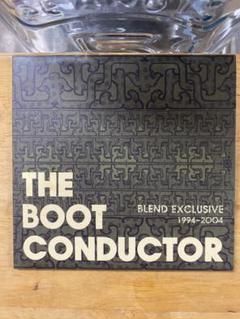 THE
BOOT
CONDUCTOR
BLEND EXCLUSIVE
1994-2004